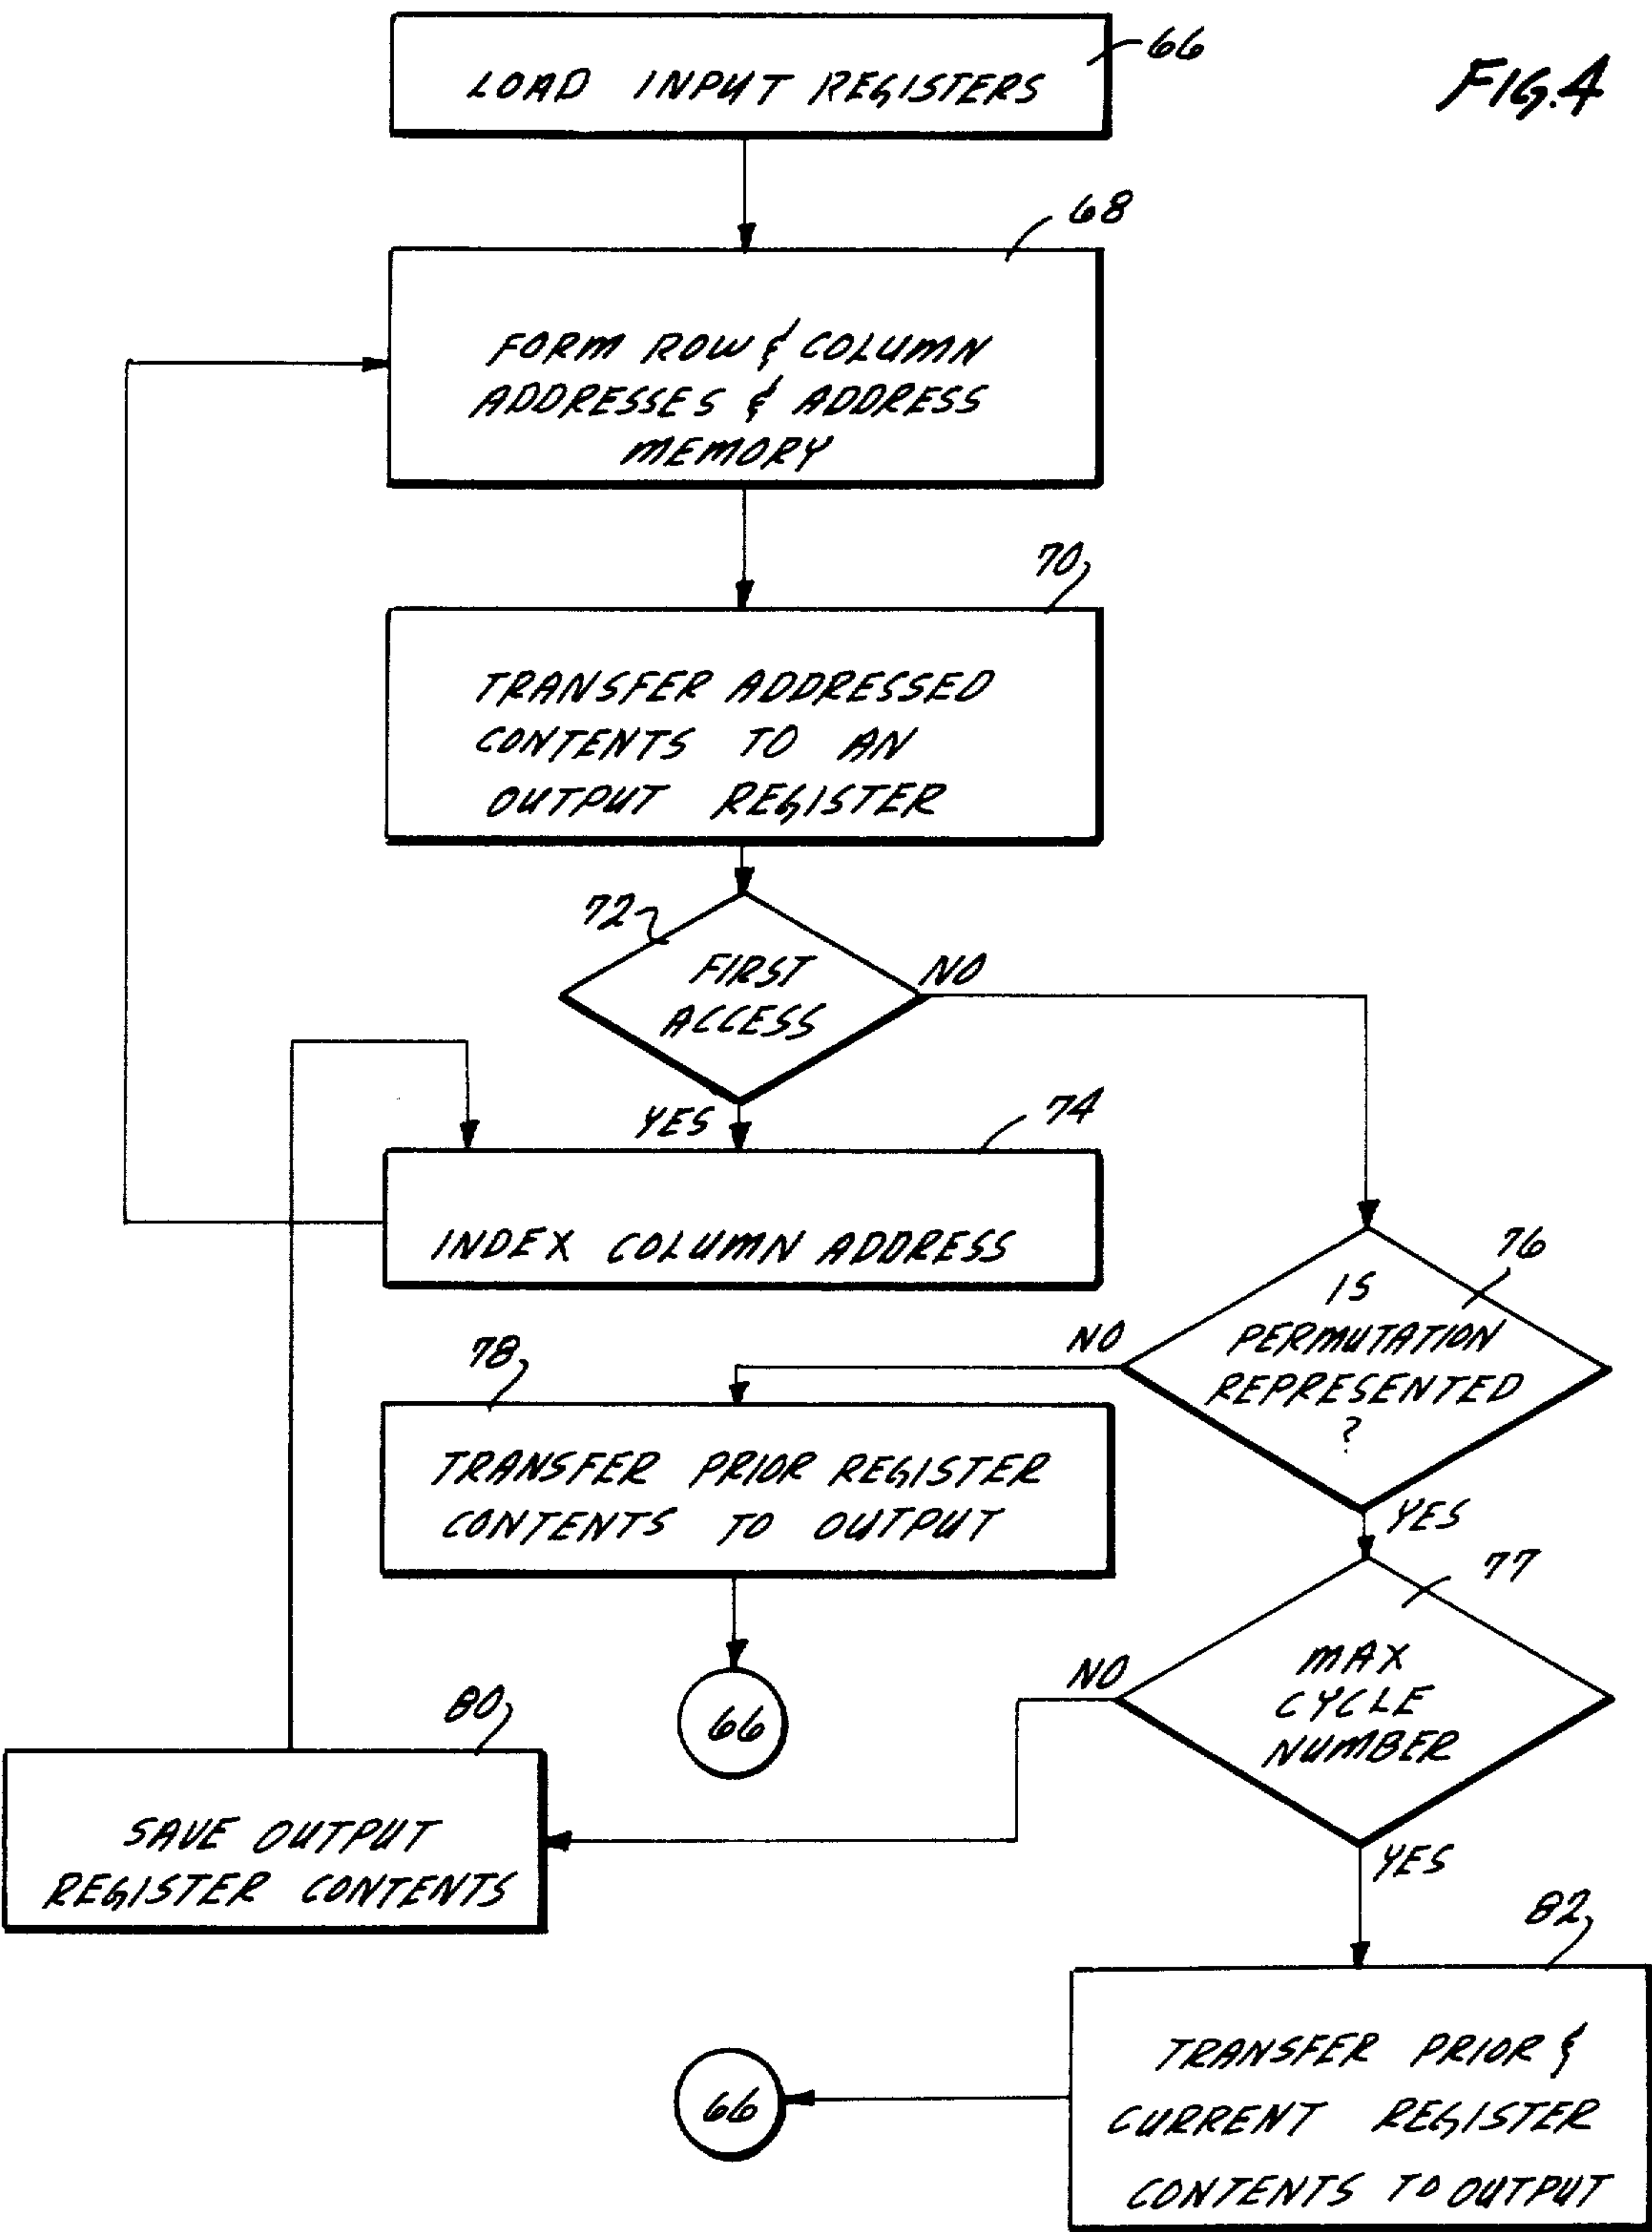 FIG.4
LOAD INPUT REGISTERS
66
68
FORM ROW & COLUMN
ADDRESSES & ADDRESS
MEMORY
70
TRANSFER ADDRESSED
CONTENTS TO AN
OUTPUT REGISTER
72
FIRST
ACCESS
NO
YES
74
INDEX COLUMN ADDRESS
76
IS
PERMUTATION
REPRESENTED
?
NO
YES
78
TRANSFER PRIOR REGISTER
CONTENTS TO OUTPUT
66
77
MAX
CYCLE
NUMBER
NO
YES
80
SAVE OUTPUT
REGISTER CONTENTS
82
TRANSFER PRIOR &
CURRENT REGISTER
CONTENTS TO OUTPUT
66